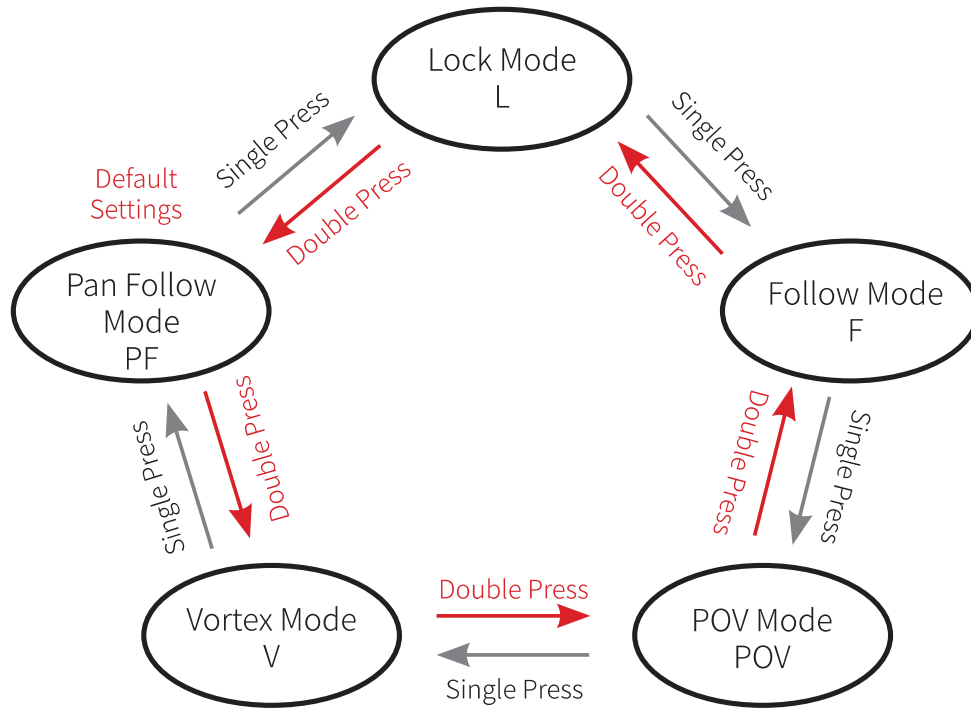 Lock Mode
L
Single Press
Single Press
Default
Settings
Double Press
Double Press
Pan Follow
Mode
PF
Follow Mode
F
Double Press
Single Press
Double Press
Single Press
Vortex Mode
V
Double Press
Single Press
POV Mode
POV